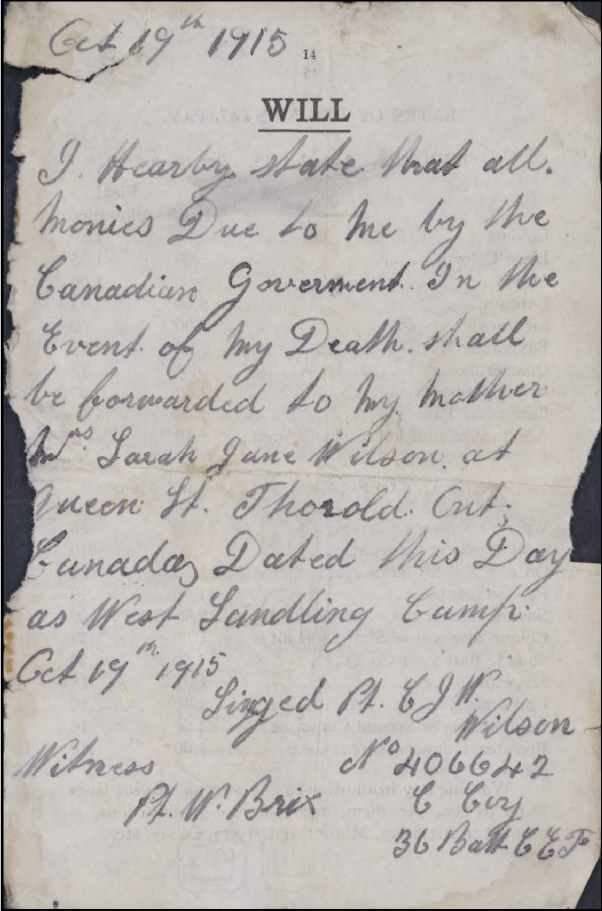 Oct 19th 1915
14
WILL
I. Hearby state that all.
Monies Due to Me by the
Canadian Goverment. In the
Event of My Death. shall
be forwarded to My Mother
Mrs Sarah Jane Wilson. at
Queen St. Thorold. Ont.
Canada, Dated this Day
as West Sandling Camp.
Oct 19th 1915
Singed Pt. C J W.
Wilson
Witness No 406642
Pt. W. Brix C Coy
36 Batt C E F